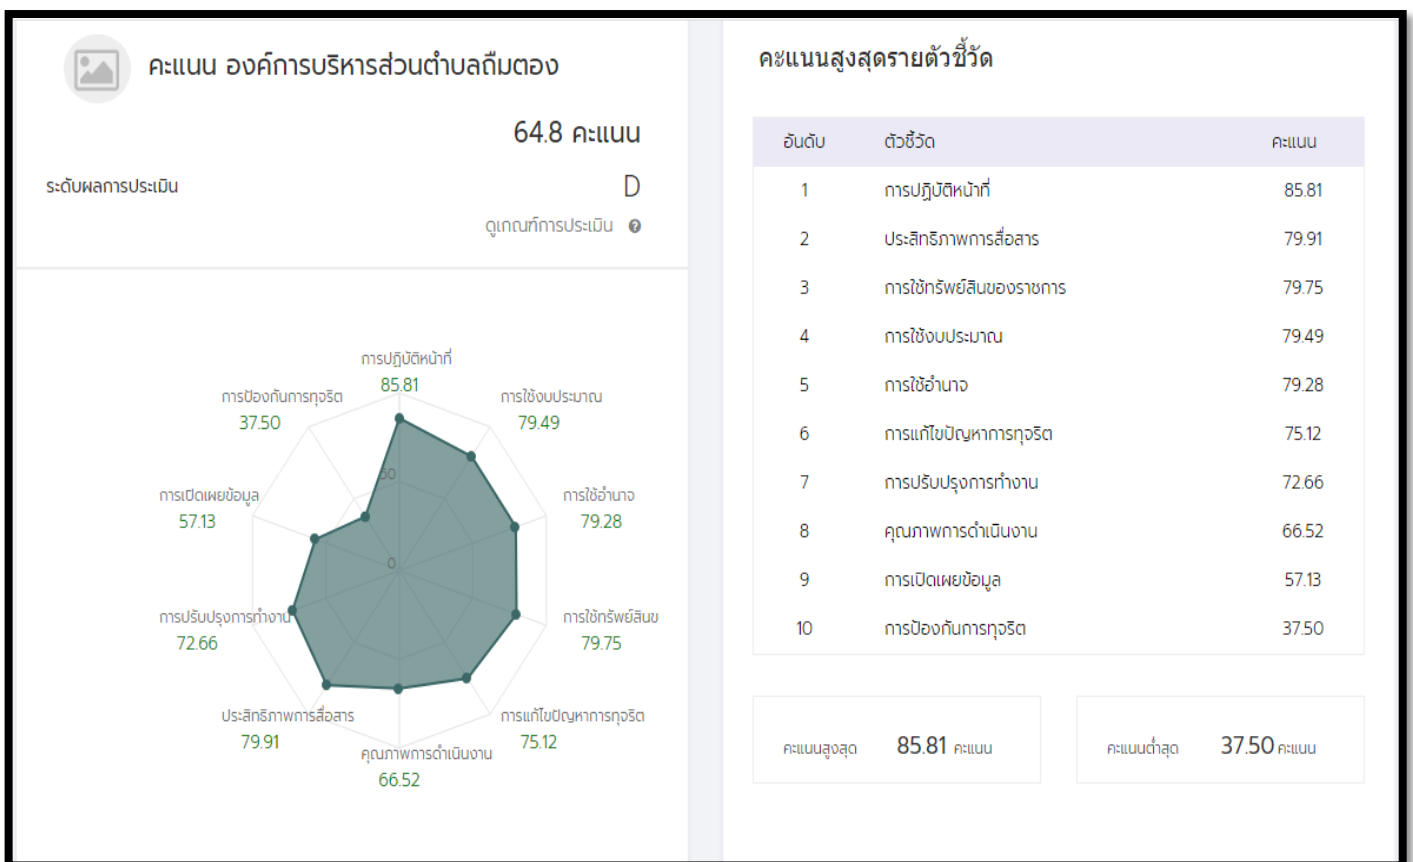 คะแนน องค์การบริหารส่วนตำบลถืมตอง
64.8 คะแนน
ระดับผลการประเมิน D
ดูเกณฑ์การประเมิน ?
การปฏิบัติหน้าที่
85.81
การใช้งบประมาณ
79.49
การใช้อำนาจ
79.28
การใช้ทรัพย์สินข
79.75
การแก้ไขปัญหาการทุจริต
75.12
คุณภาพการดำเนินงาน
66.52
ประสิทธิภาพการสื่อสาร
79.91
การปรับปรุงการทำงาน
72.66
การเปิดเผยข้อมูล
57.13
การป้องกันการทุจริต
37.50
50
0
คะแนนสูงสุดรายตัวชี้วัด
อันดับ ตัวชี้วัด คะแนน
1 การปฏิบัติหน้าที่ 85.81
2 ประสิทธิภาพการสื่อสาร 79.91
3 การใช้ทรัพย์สินของราชการ 79.75
4 การใช้งบประมาณ 79.49
5 การใช้อำนาจ 79.28
6 การแก้ไขปัญหาการทุจริต 75.12
7 การปรับปรุงการทำงาน 72.66
8 คุณภาพการดำเนินงาน 66.52
9 การเปิดเผยข้อมูล 57.13
10 การป้องกันการทุจริต 37.50
คะแนนสูงสุด 85.81 คะแนน
คะแนนต่ำสุด 37.50 คะแนน